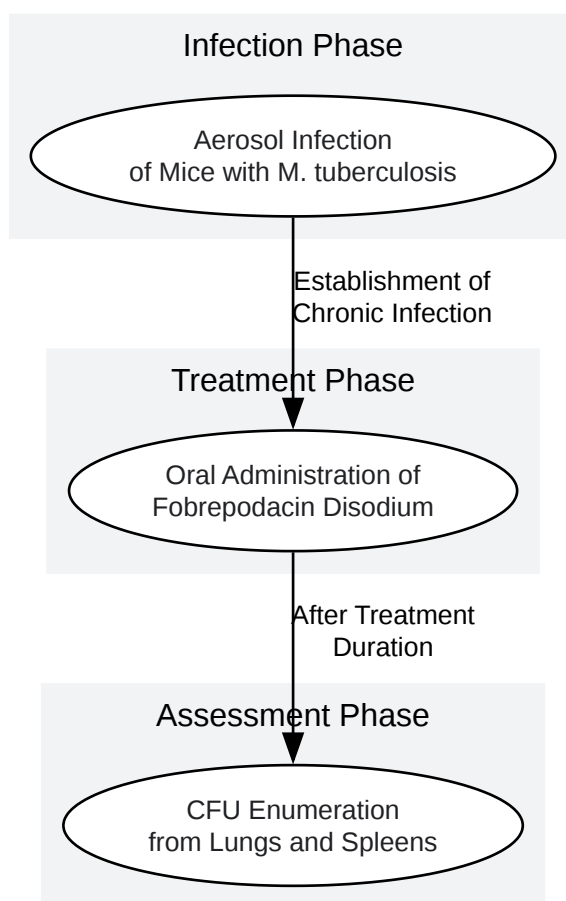 Infection Phase
Aerosol Infection
of Mice with M. tuberculosis
Establishment of
Chronic Infection
Treatment Phase
Oral Administration of
Fobrepodacin Disodium
After Treatment
Duration
Assessment Phase
CFU Enumeration
from Lungs and Spleens